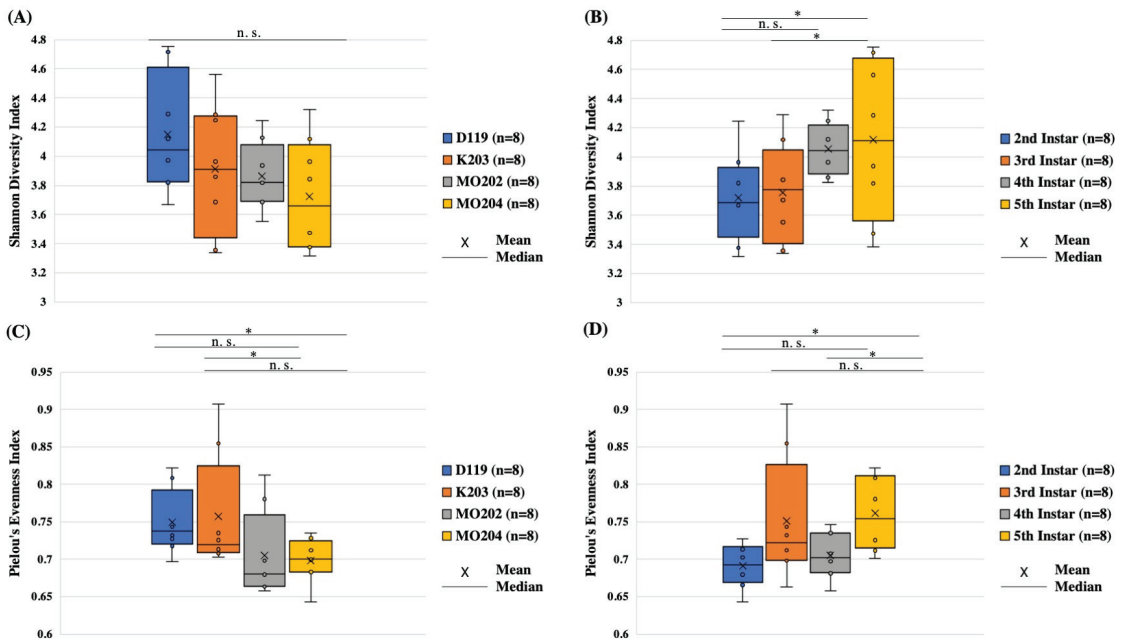 (A)
n. s.
4.8
4.6
4.4
4.2
4
3.8
3.6
3.4
3.2
3
Shannon Diversity Index
D119 (n=8)
K203 (n=8)
MO202 (n=8)
MO204 (n=8)
X Mean
Median
(B)
*
n. s.
*
4.8
4.6
4.4
4.2
4
3.8
3.6
3.4
3.2
3
Shannon Diversity Index
2nd Instar (n=8)
3rd Instar (n=8)
4th Instar (n=8)
5th Instar (n=8)
X Mean
Median
(C)
*
n. s.
*
n. s.
0.95
0.9
0.85
0.8
0.75
0.7
0.65
0.6
Pielou's Evenness Index
D119 (n=8)
K203 (n=8)
MO202 (n=8)
MO204 (n=8)
X Mean
Median
(D)
*
n. s.
*
n. s.
0.95
0.9
0.85
0.8
0.75
0.7
0.65
0.6
Pielou's Evenness Index
2nd Instar (n=8)
3rd Instar (n=8)
4th Instar (n=8)
5th Instar (n=8)
X Mean
Median